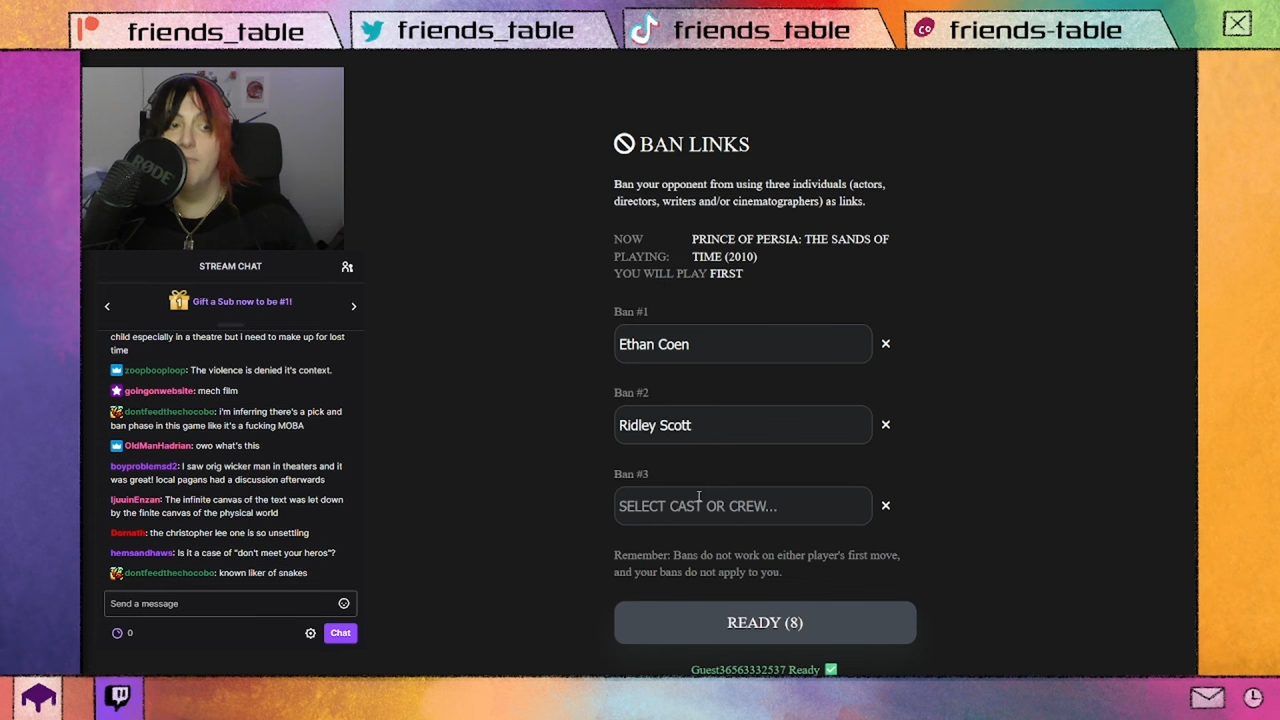 friends_table
friends_table
friends_table
friends-table
RØDE
STREAM CHAT
1
Gift a Sub now to be #1!
child especially in a theatre but i need to make up for lost
time
zoopbooploop: The violence is denied it's context.
goingonwebsite: mech film
dontfeedthechocobo: i'm inferring there's a pick and
ban phase in this game like it's a fucking MOBA
OldManHadrian: owo what's this
boyproblemsd2: I saw orig wicker man in theaters and it
was great! local pagans had a discussion afterwards
IjuuinEnzan: The infinite canvas of the text was let down
by the finite canvas of the physical world
Dernath: the christopher lee one is so unsettling
hemsandhaws: Is it a case of "don't meet your heros"?
dontfeedthechocobo: known liker of snakes
Send a message
0
Chat
BAN LINKS
Ban your opponent from using three individuals (actors,
directors, writers and/or cinematographers) as links.
NOW PLAYING: PRINCE OF PERSIA: THE SANDS OF
TIME (2010)
YOU WILL PLAY FIRST
Ban #1
Ethan Coen
Ban #2
Ridley Scott
Ban #3
SELECT CAST OR CREW...
Remember: Bans do not work on either player's first move,
and your bans do not apply to you.
READY (8)
Guest36563332537 Ready